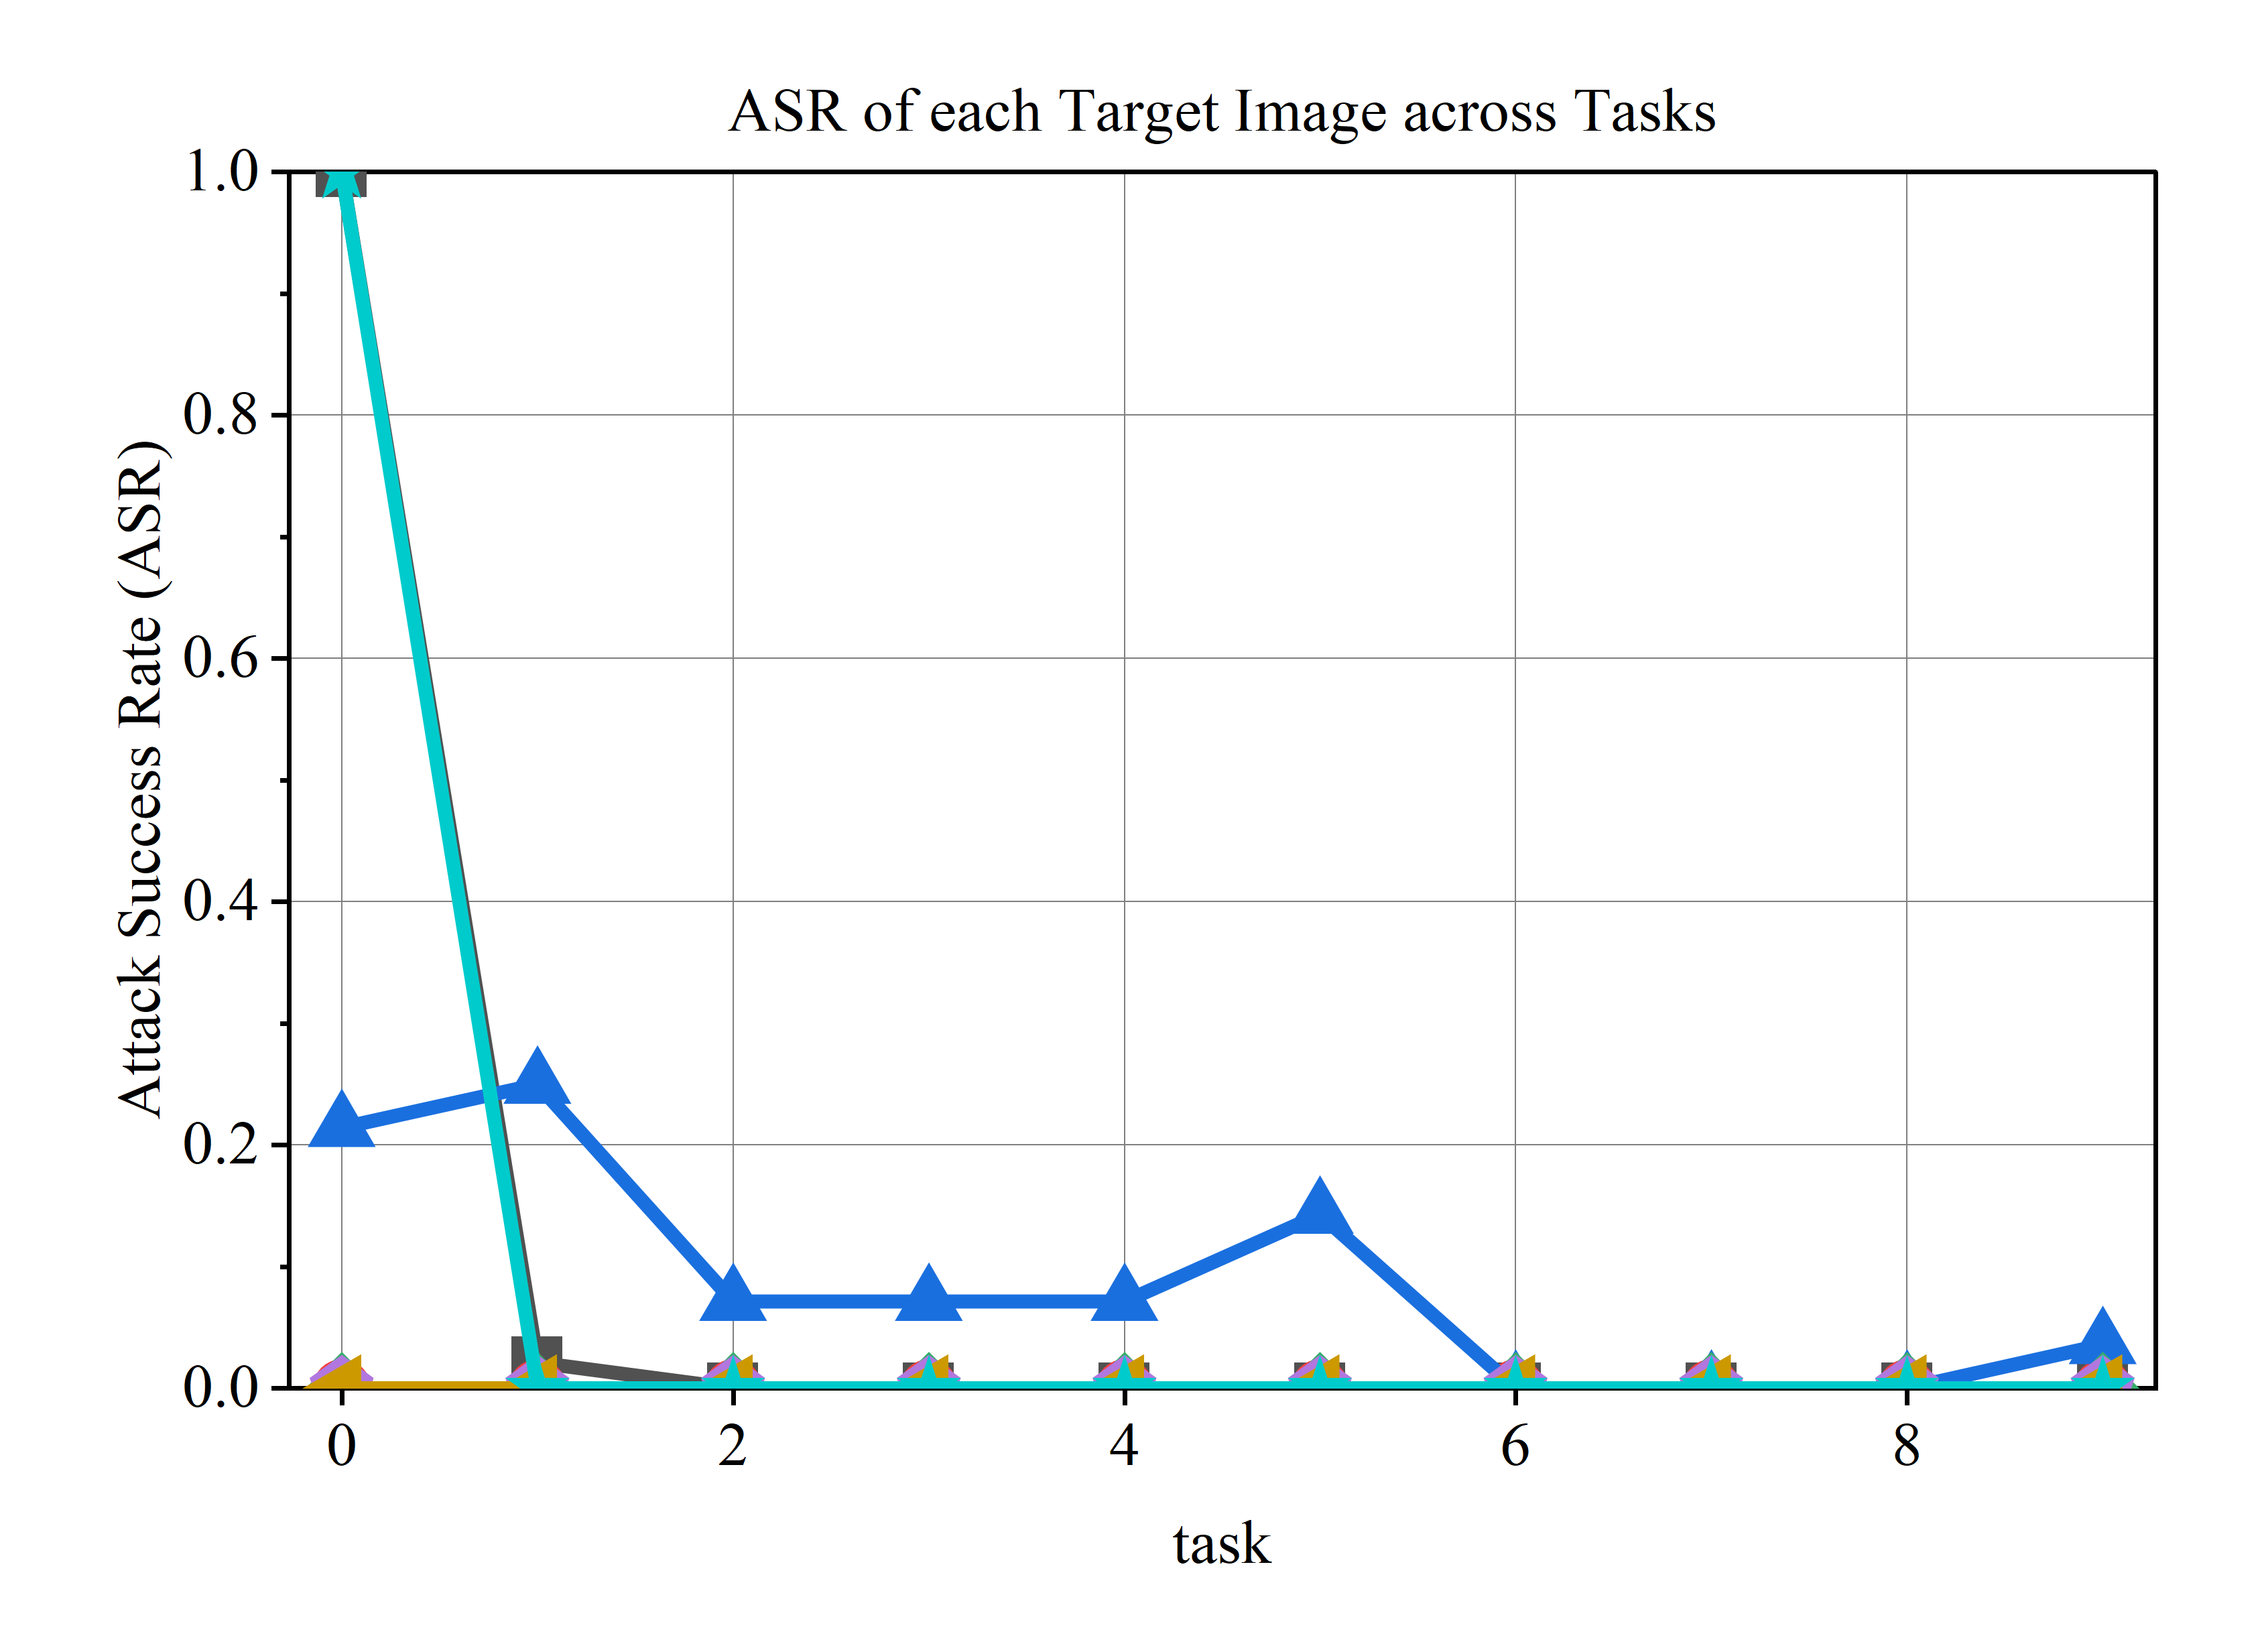 ASR of each Target Image across Tasks
1.0
0.8
0.6
0.4
0.2
0.0
Attack Success Rate (ASR)
0 2 4 6 8
task